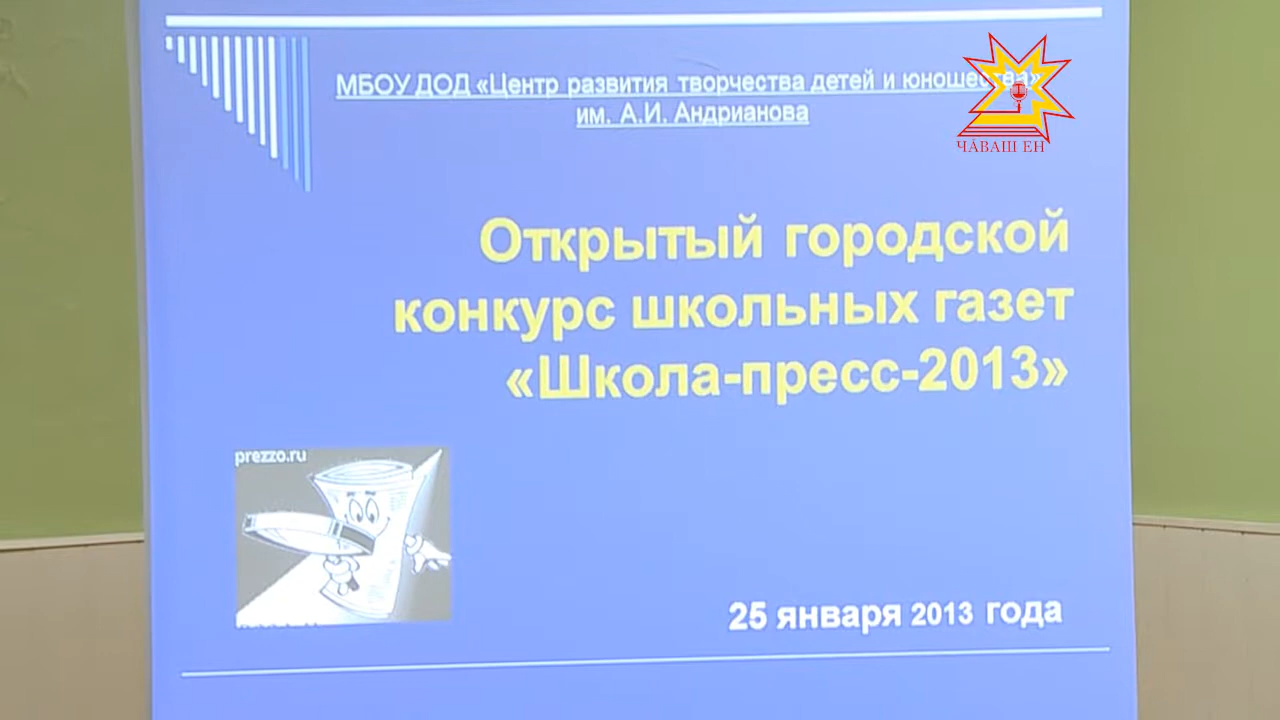 МБОУ ДОД «Центр развития творчества детей и юношества»
им. А.И. Андрианова
ЧӐВАШ ЕН
Открытый городской
конкурс школьных газет
«Школа-пресс-2013»
prezzo.ru
25 января 2013 года